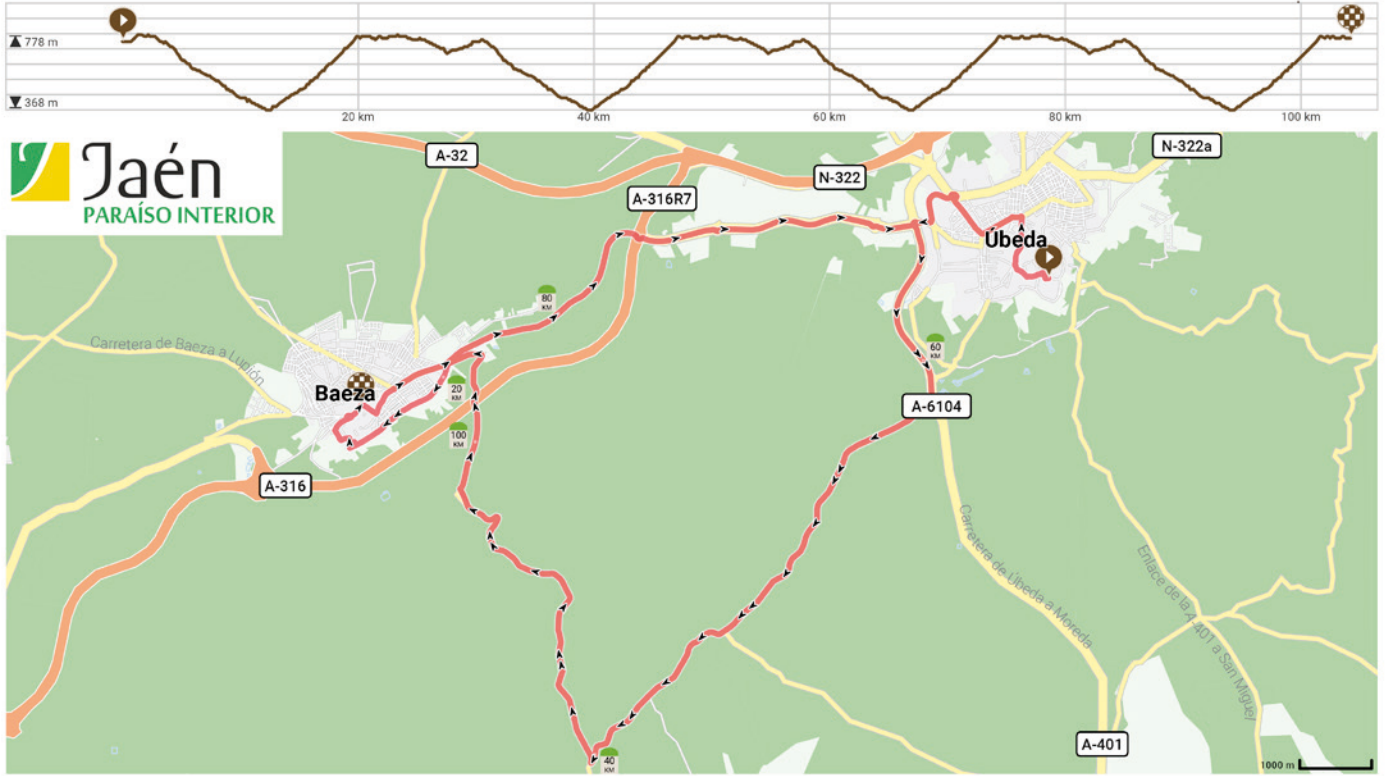 778 m
368 m
20 km
40 km
60 km
80 km
100 km
Jaén
PARAÍSO INTERIOR
A-32
N-322
N-322a
A-316R7
Úbeda
80
KM
Carretera de Baeza a Lupión
60
KM
Baeza
20
KM
A-6104
100
KM
A-316
Carretera de Úbeda a Moreda
Enlace de la A-401 a San Miguel
A-401
40
KM
1000 m